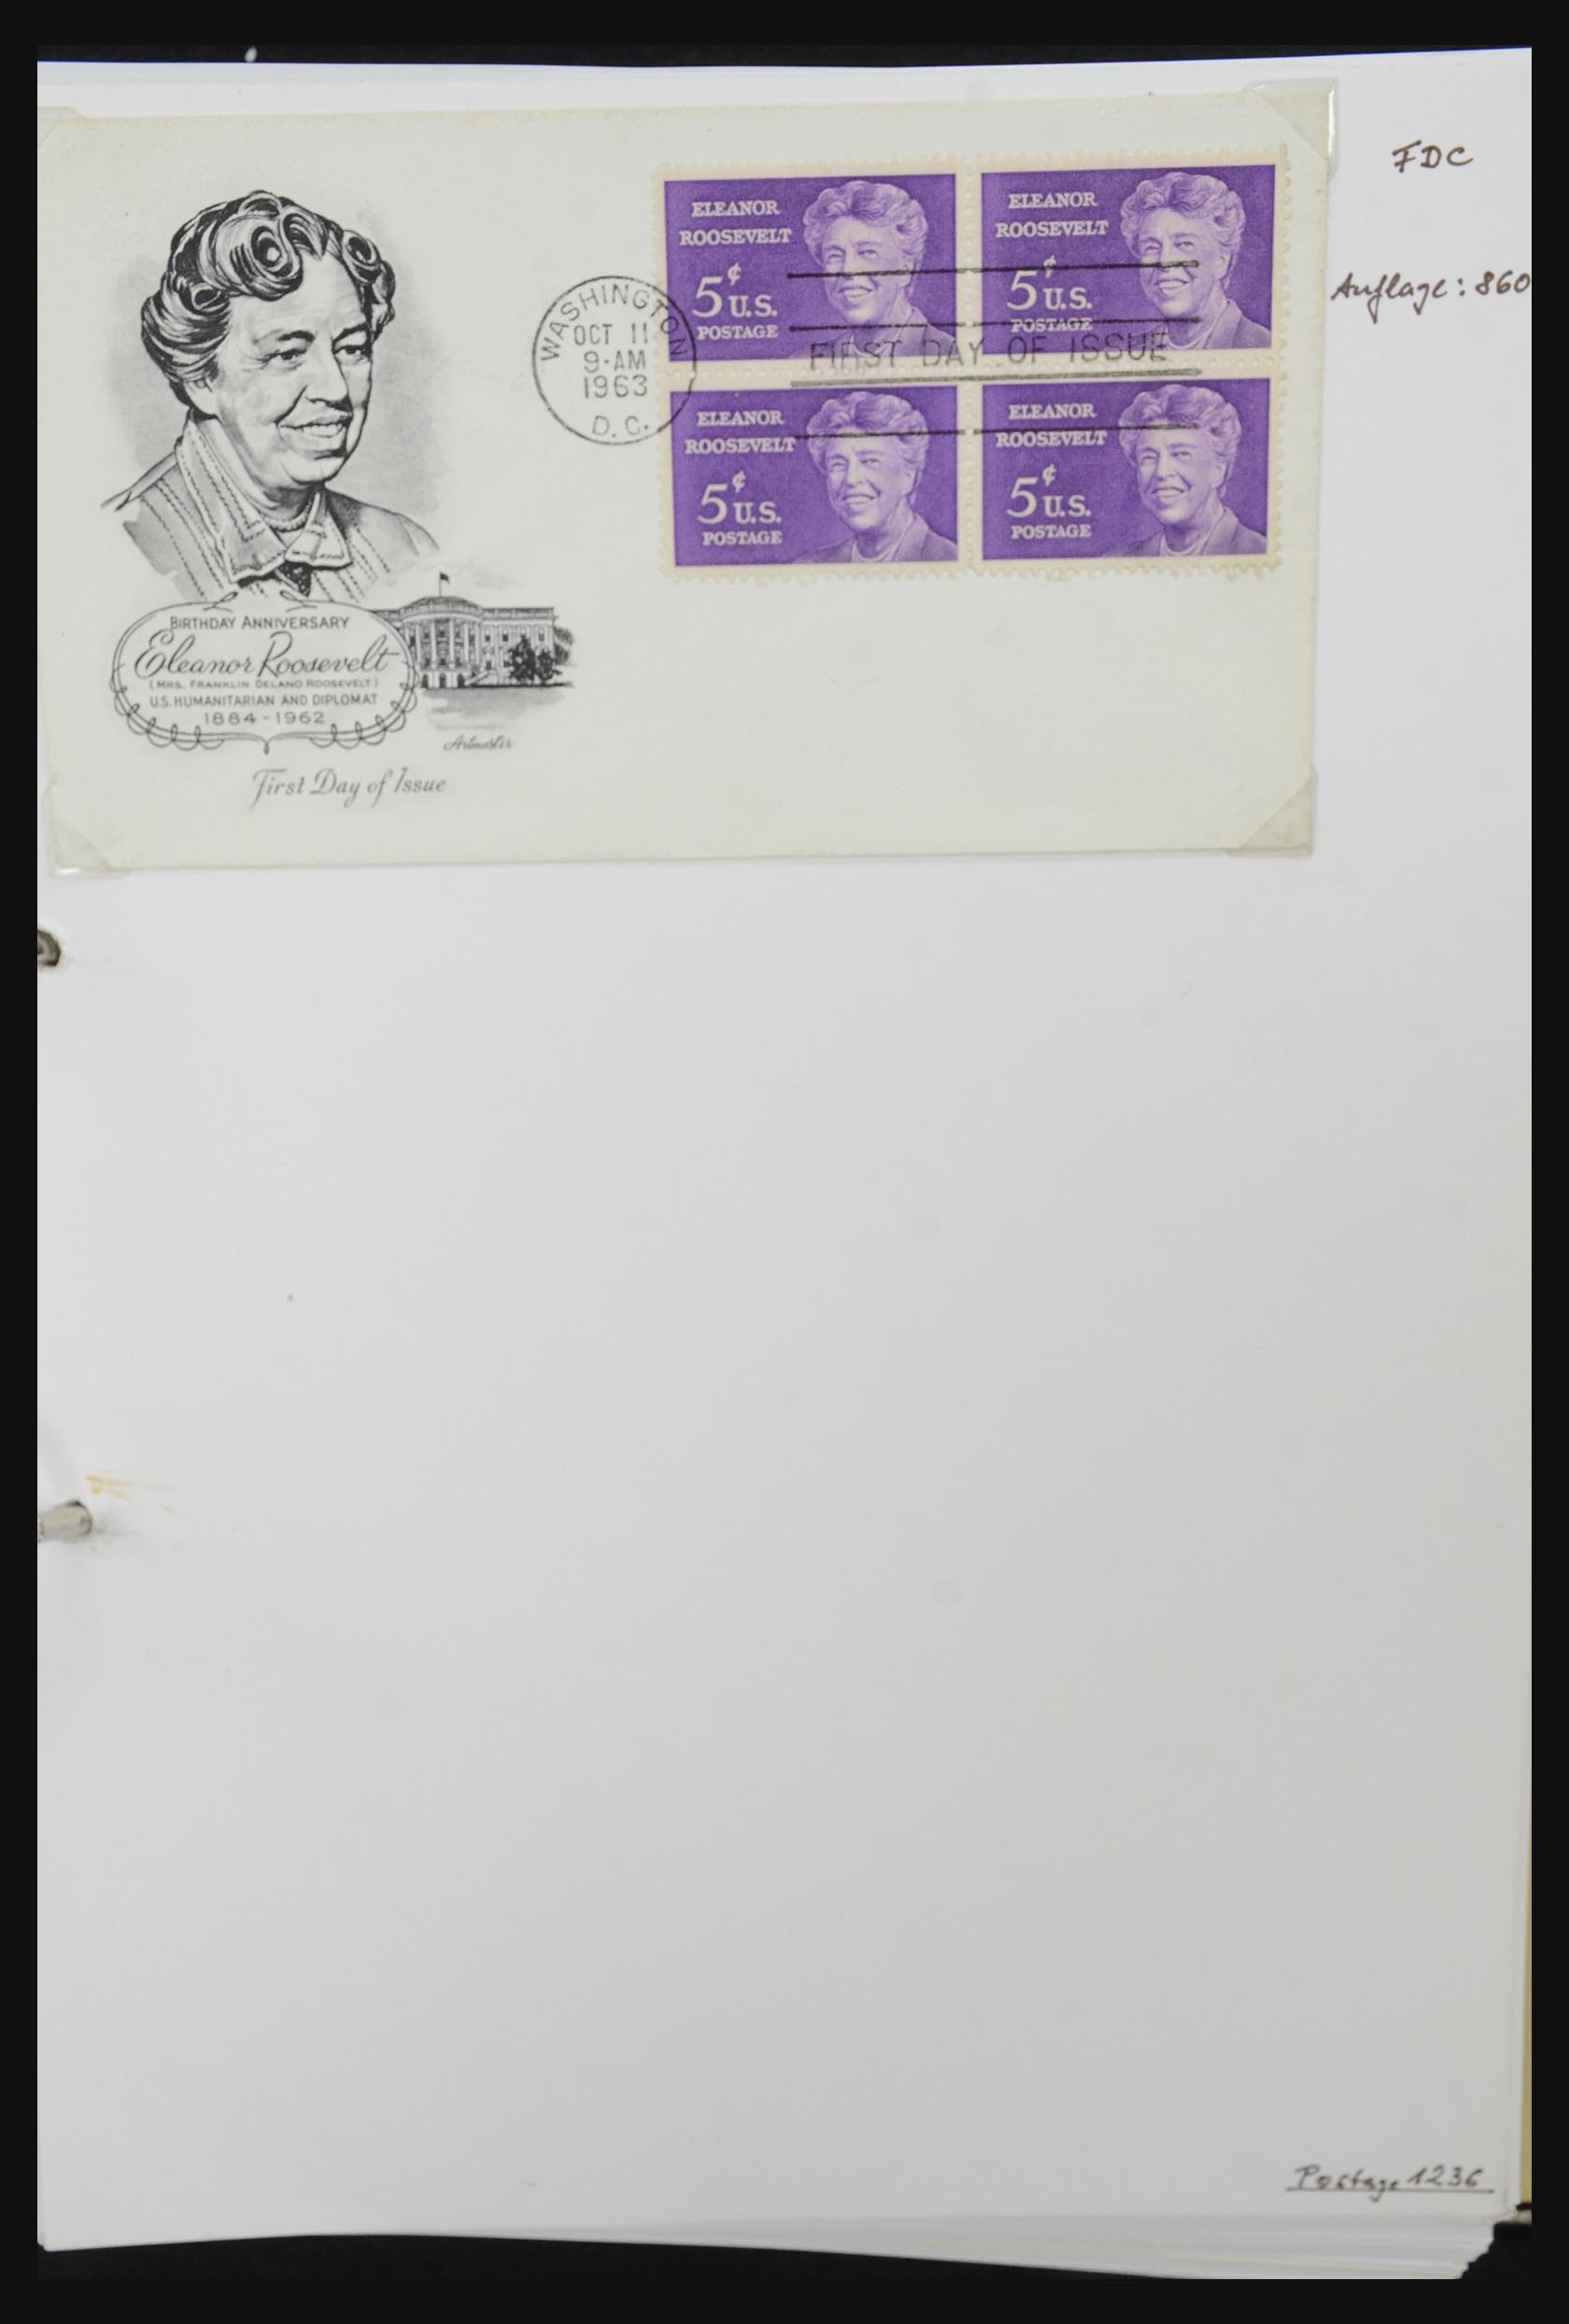 FDC
Auflage: 860
ELEANOR
ROOSEVELT
5¢ U.S.
POSTAGE
ELEANOR
ROOSEVELT
5¢ U.S.
POSTAGE
WASHINGTON
OCT 11
9-AM
1963
D.C.
FIRST DAY OF ISSUE
ELEANOR
ROOSEVELT
5¢ U.S.
POSTAGE
ELEANOR
ROOSEVELT
5¢ U.S.
POSTAGE
BIRTHDAY ANNIVERSARY
Eleanor Roosevelt
(MRS. FRANKLIN DELANO ROOSEVELT)
U.S. HUMANITARIAN AND DIPLOMAT
1884-1962
Artmaster
First Day of Issue
Postage 1236